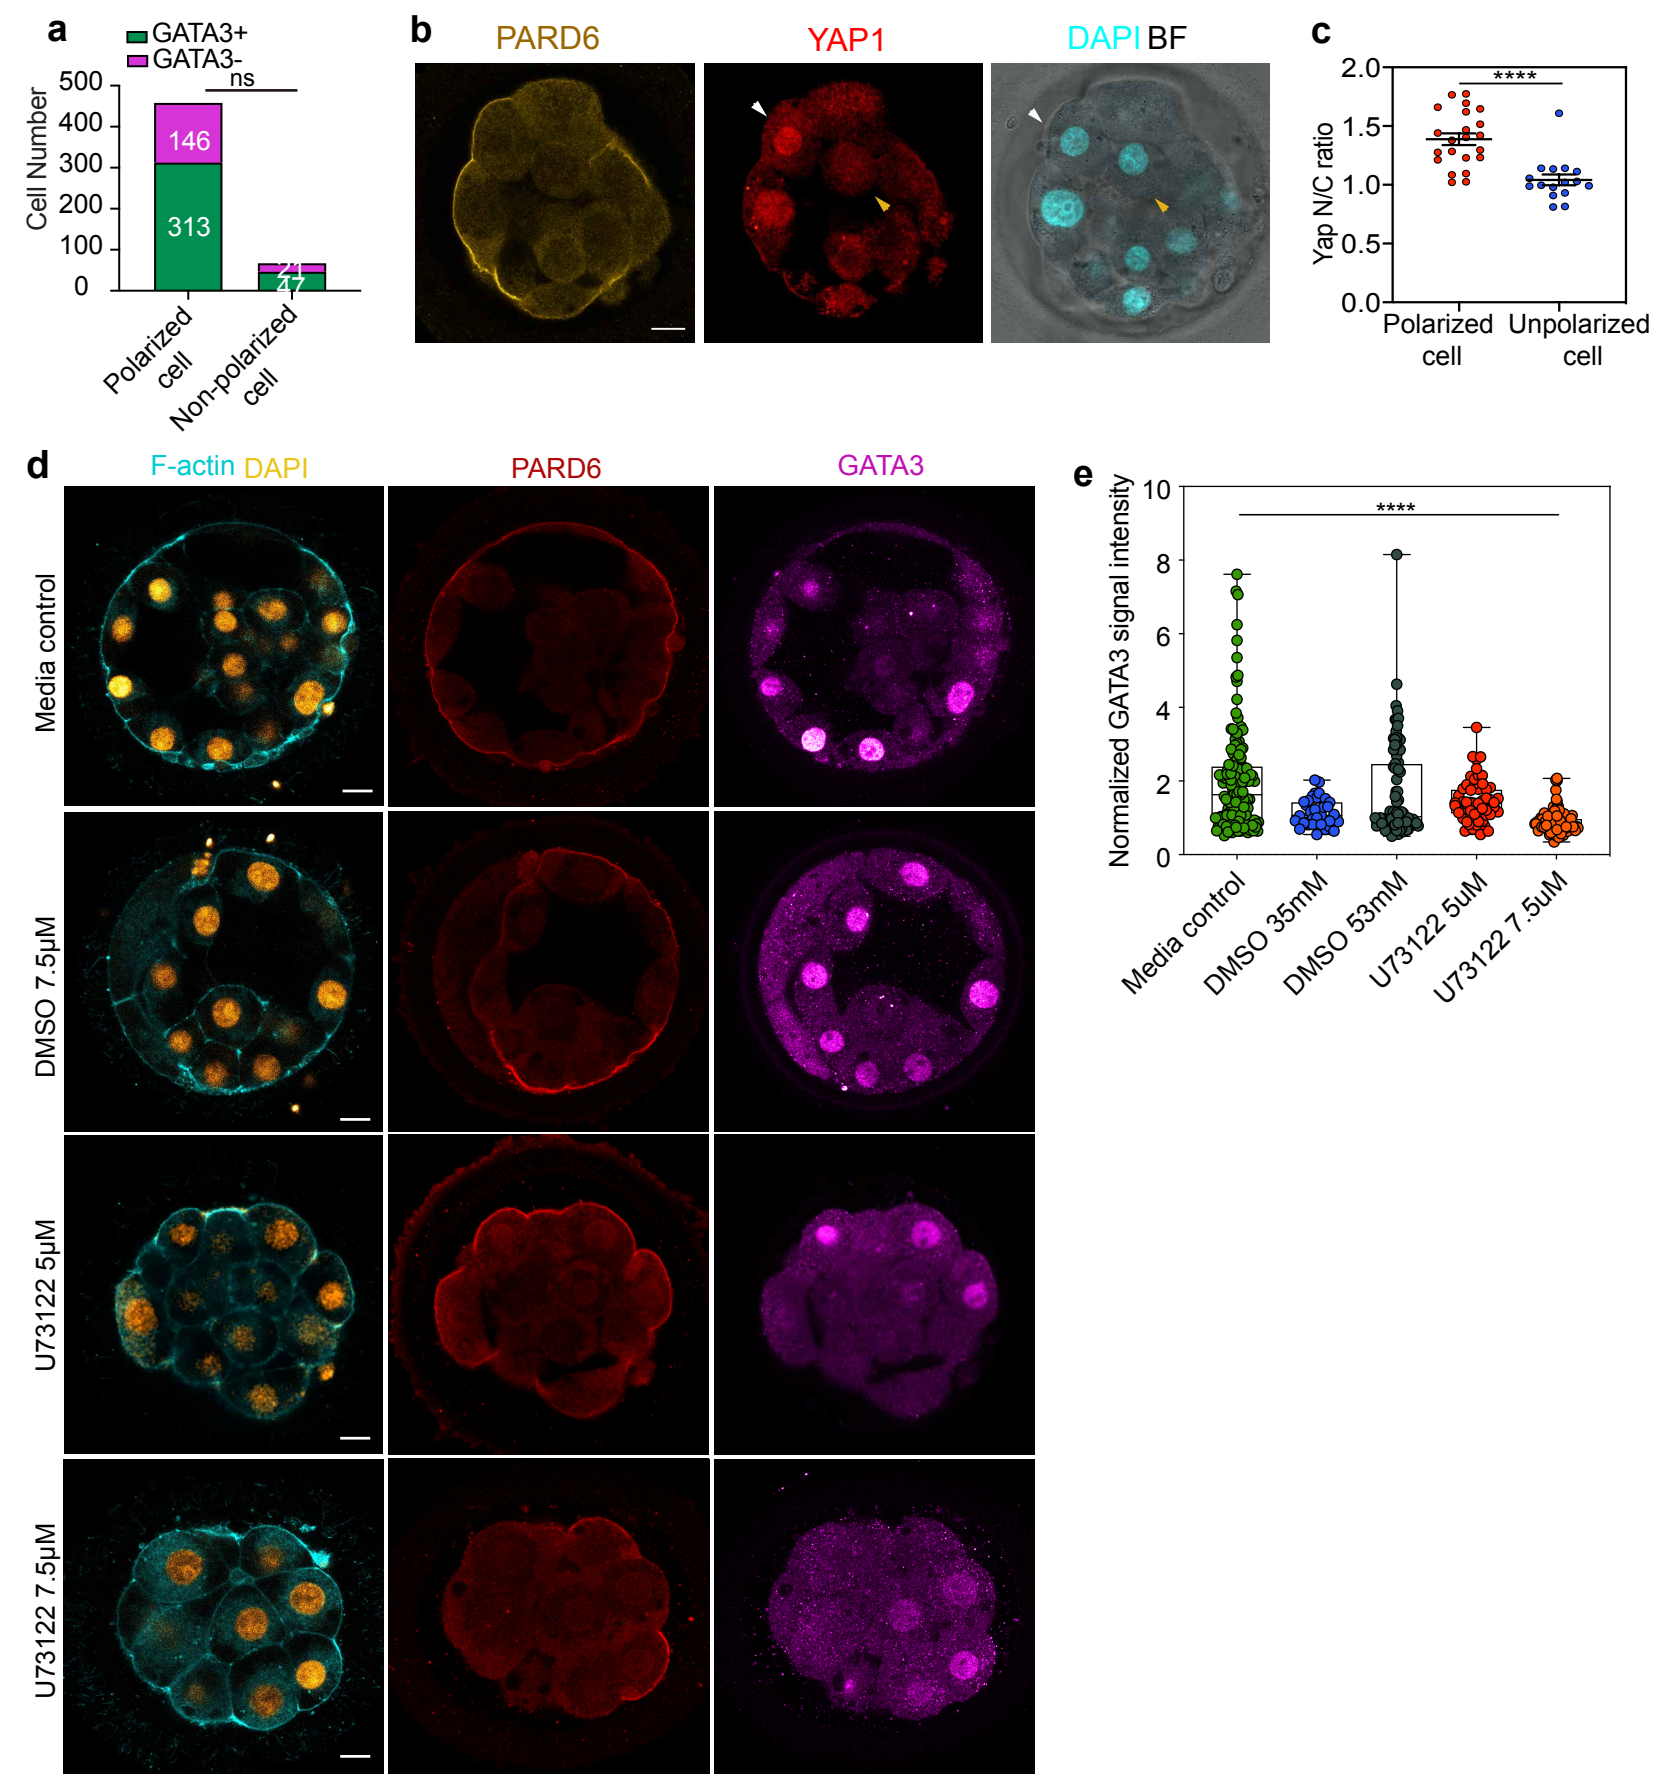 a
GATA3+
GATA3-
ns
Cell Number
500
400
300
200
100
0
146
313
21
47
Polarized
cell
Non-polarized
cell
b
PARD6
YAP1
DAPI BF
c
****
Yap N/C ratio
2.0
1.5
1.0
0.5
0.0
Polarized
cell
Unpolarized
cell
d
F-actin DAPI
PARD6
GATA3
Media control
DMSO 7.5µM
U73122 5µM
U73122 7.5µM
e
Normalized GATA3 signal intensity
10
8
6
4
2
0
****
Media control
DMSO 35mM
DMSO 53mM
U73122 5uM
U73122 7.5uM